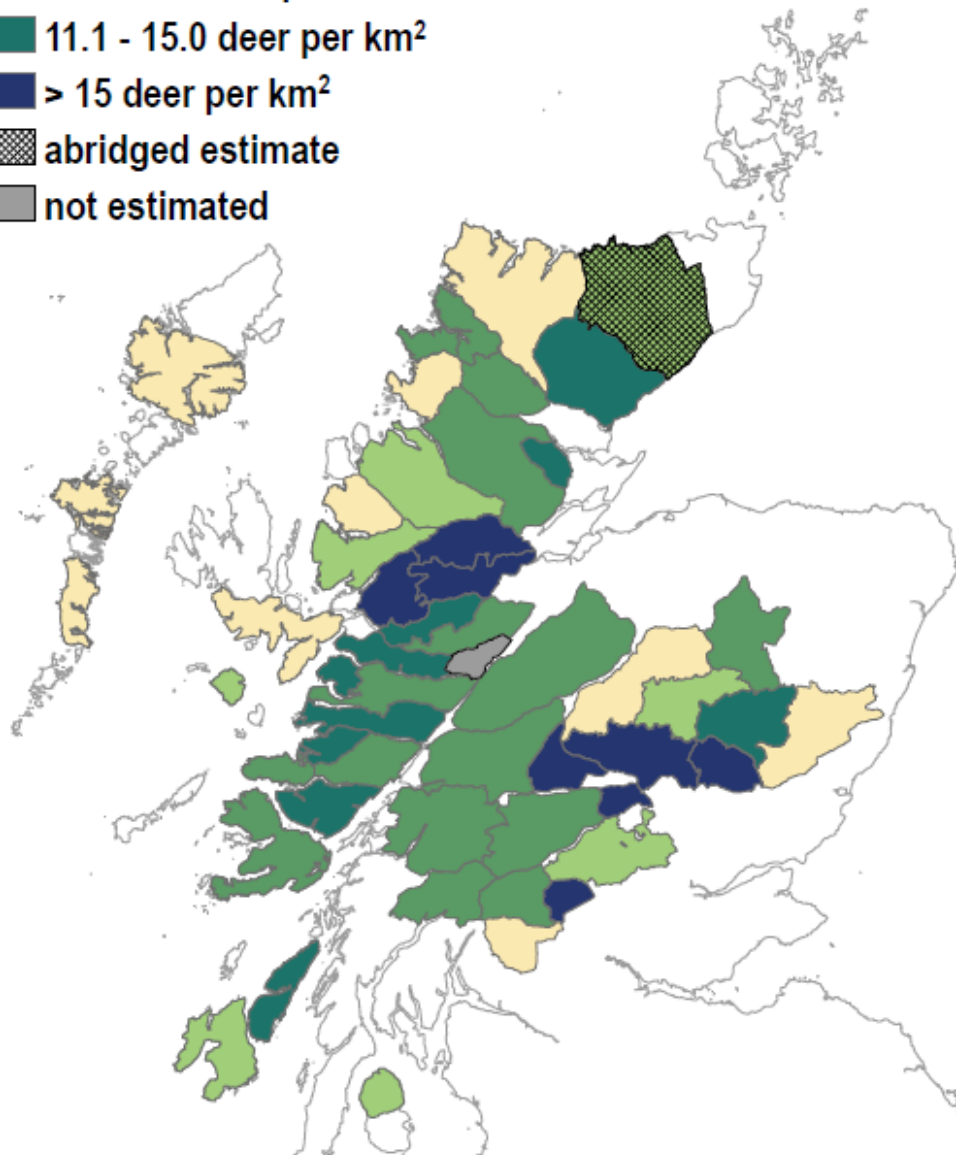 11.1 - 15.0 deer per km²
> 15 deer per km²
abridged estimate
not estimated